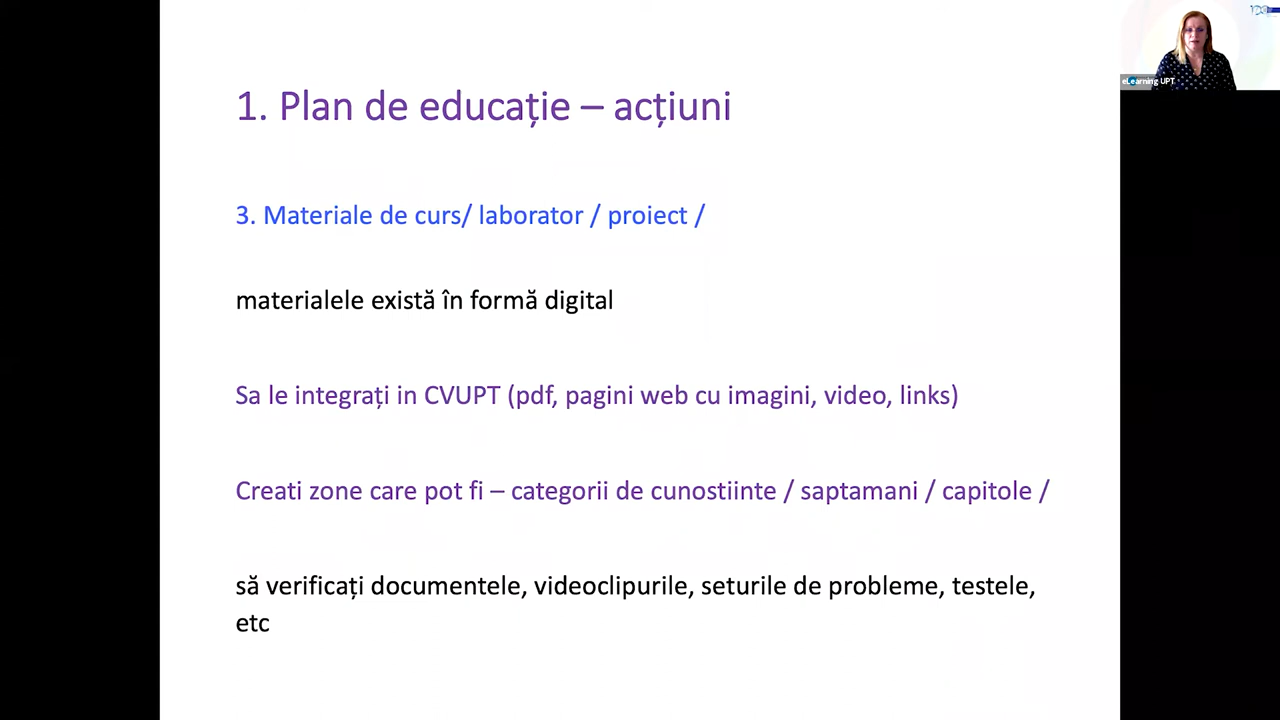 1. Plan de educație – acțiuni
3. Materiale de curs/ laborator / proiect /
materialele există în formă digital
Sa le integrați in CVUPT (pdf, pagini web cu imagini, video, links)
Creati zone care pot fi – categorii de cunostiinte / saptamani / capitole /
să verificați documentele, videoclipurile, seturile de probleme, testele,
etc
eLearning UPT